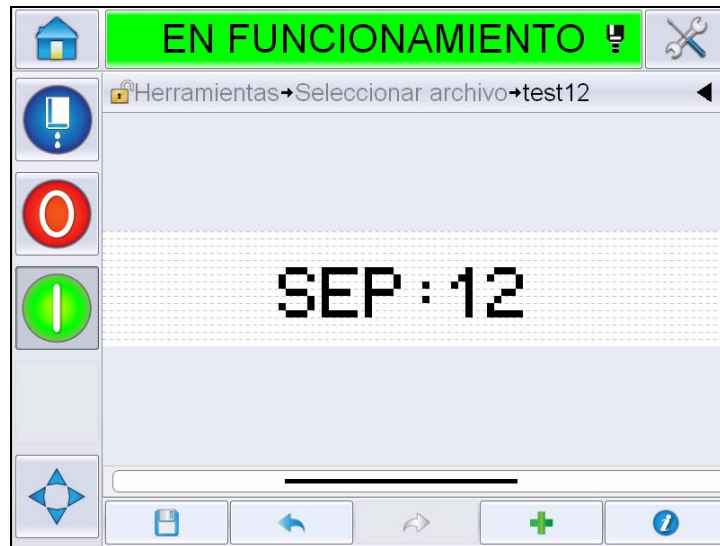 EN FUNCIONAMIENTO
Herramientas→Seleccionar archivo→test12
SEP:12